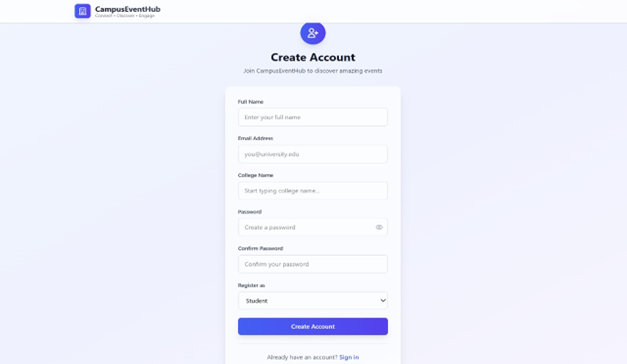 CampusEventHub
Connect • Discover • Engage
Create Account
Join CampusEventHub to discover amazing events
Full Name
Enter your full name
Email Address
you@university.edu
College Name
Start typing college name...
Password
Create a password
Confirm Password
Confirm your password
Register as
Student
Create Account
Already have an account? Sign in